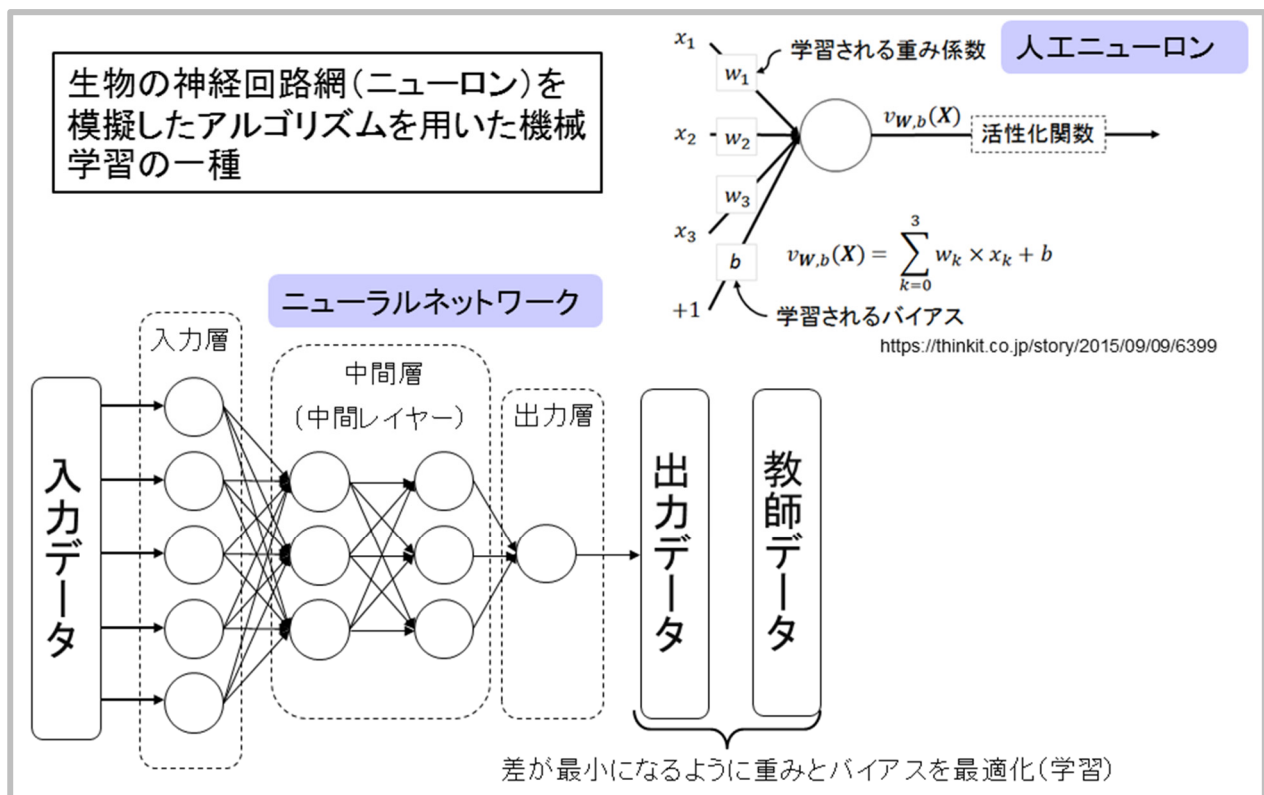 生物の神経回路網(ニューロン)を
模擬したアルゴリズムを用いた機械
学習の一種
人工ニューロン
x₁
w₁
学習される重み係数
x₂
w₂
x₃
w₃
+1
b
学習されるバイアス
v_{W,b}(X)
活性化関数
v_{W,b}(X) = ∑_{k=0}^{3} w_k × x_k + b
https://thinkit.co.jp/story/2015/09/09/6399
ニューラルネットワーク
入力データ
入力層
中間層
(中間レイヤー)
出力層
出力データ
教師データ
差が最小になるように重みとバイアスを最適化(学習)